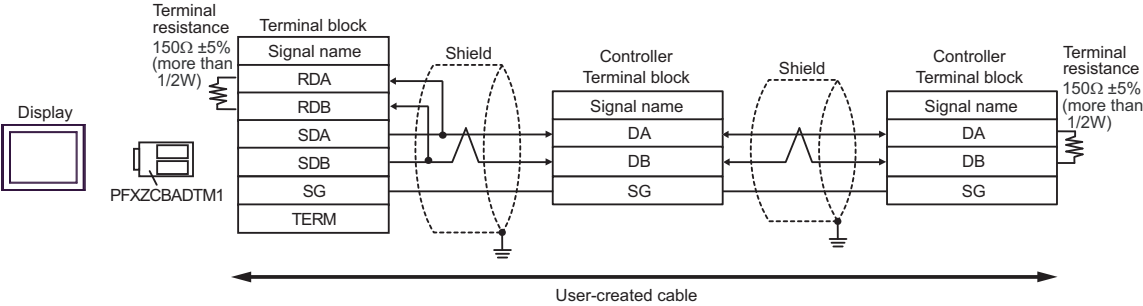 Terminal
resistance
150Ω ±5%
(more than
1/2W)
Terminal block
Signal name
RDA
RDB
SDA
SDB
SG
TERM
Shield
Controller
Terminal block
Signal name
DA
DB
SG
Shield
Controller
Terminal block
Signal name
DA
DB
SG
Terminal
resistance
150Ω ±5%
(more than
1/2W)
Display
PFXZCBADTM1
User-created cable